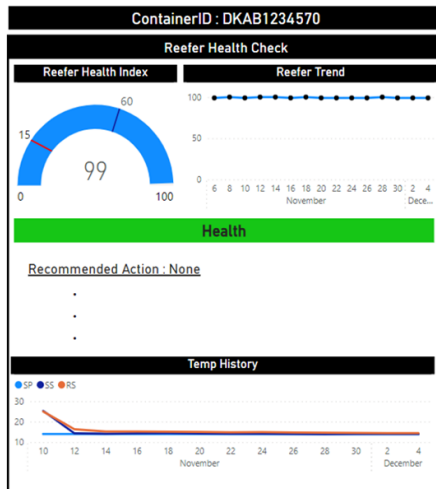 ContainerID : DKAB1234570
Reefer Health Check
Reefer Health Index
Reefer Trend
60
15
99
0
100
100
50
0
6 8 10 12 14 16 18 20 22 24 26 28 30 2 4
November Dece...
Health
Recommended Action : None
Temp History
SP SS RS
30
20
10
10 12 14 16 18 20 22 24 26 28 30 2 4
November December